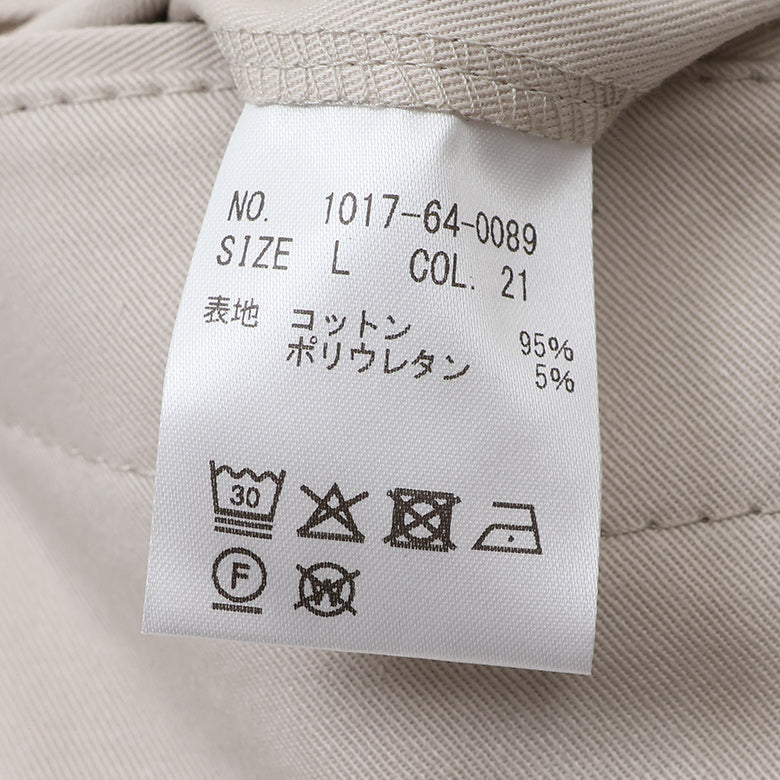 NO. 1017-64-0089
SIZE L COL. 21
表地 コットン 95%
ポリウレタン 5%
30
F W